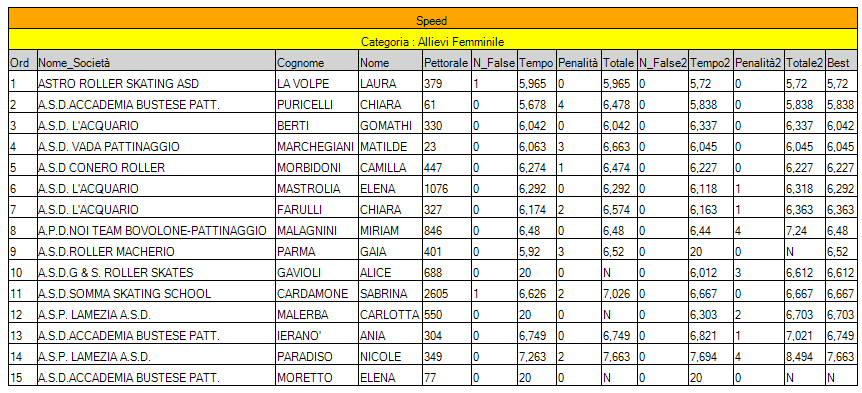 Speed
Categoria : Allievi Femminile
Ord Nome_Società Cognome Nome Pettorale N_False Tempo Penalità Totale N_False2 Tempo2 Penalità2 Totale2 Best
1 ASTRO ROLLER SKATING ASD LA VOLPE LAURA 379 1 5,965 0 5,965 0 5,72 0 5,72 5,72
2 A.S.D.ACCADEMIA BUSTESE PATT. PURICELLI CHIARA 61 0 5,678 4 6,478 0 5,838 0 5,838 5,838
3 A.S.D. L'ACQUARIO BERTI GOMATHI 330 0 6,042 0 6,042 0 6,337 0 6,337 6,042
4 A.S.D. VADA PATTINAGGIO MARCHEGIANI MATILDE 23 0 6,063 3 6,663 0 6,045 0 6,045 6,045
5 A.S.D CONERO ROLLER MORBIDONI CAMILLA 447 0 6,274 1 6,474 0 6,227 0 6,227 6,227
6 A.S.D. L'ACQUARIO MASTROLIA ELENA 1076 0 6,292 0 6,292 0 6,118 1 6,318 6,292
7 A.S.D. L'ACQUARIO FARULLI CHIARA 327 0 6,174 2 6,574 0 6,163 1 6,363 6,363
8 A.P.D.NOI TEAM BOVOLONE-PATTINAGGIO MALAGNINI MIRIAM 846 0 6,48 0 6,48 0 6,44 4 7,24 6,48
9 A.S.D.ROLLER MACHERIO PARMA GAIA 401 0 5,92 3 6,52 0 20 0 N 6,52
10 A.S.D.G & S. ROLLER SKATES GAVIOLI ALICE 688 0 20 0 N 0 6,012 3 6,612 6,612
11 A.S.D.SOMMA SKATING SCHOOL CARDAMONE SABRINA 2605 1 6,626 2 7,026 0 6,667 0 6,667 6,667
12 A.S.P. LAMEZIA A.S.D. MALERBA CARLOTTA 550 0 20 0 N 0 6,303 2 6,703 6,703
13 A.S.D.ACCADEMIA BUSTESE PATT. IERANO' ANIA 304 0 6,749 0 6,749 0 6,821 1 7,021 6,749
14 A.S.P. LAMEZIA A.S.D. PARADISO NICOLE 349 0 7,263 2 7,663 0 7,694 4 8,494 7,663
15 A.S.D.ACCADEMIA BUSTESE PATT. MORETTO ELENA 77 0 20 0 N 0 20 0 N N